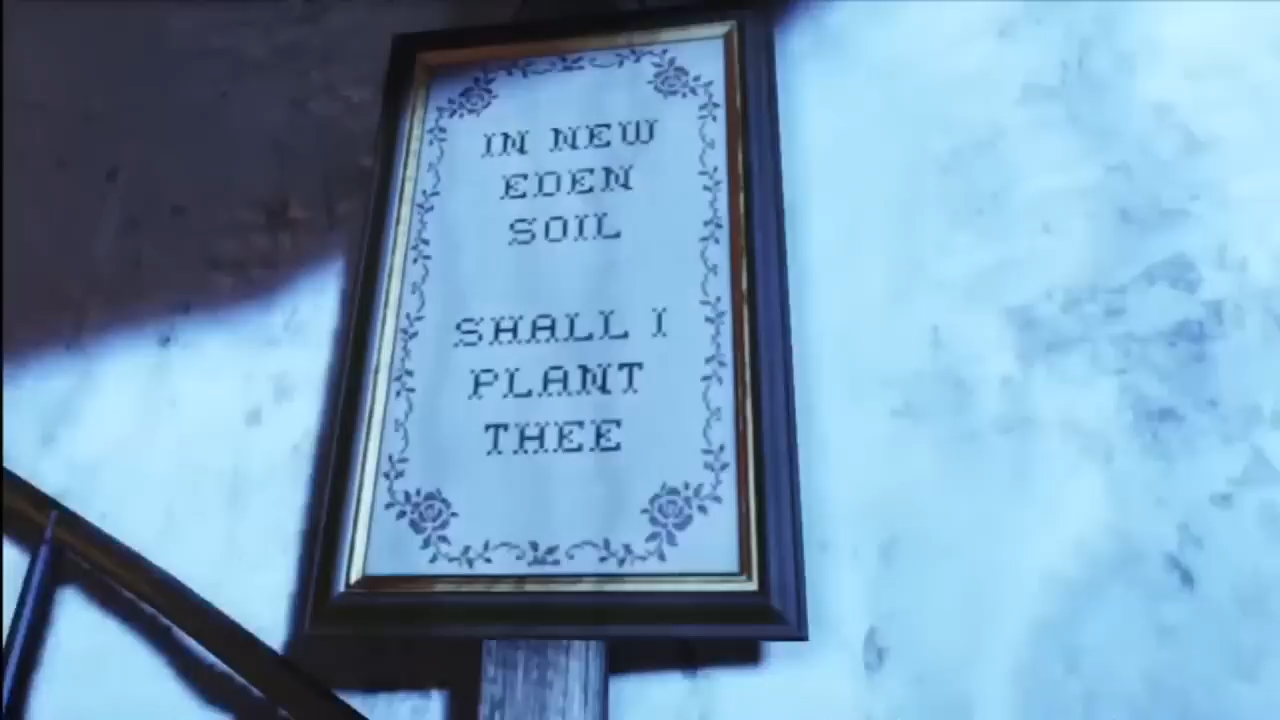 IN NEW
EDEN
SOIL
SHALL I
PLANT
THEE